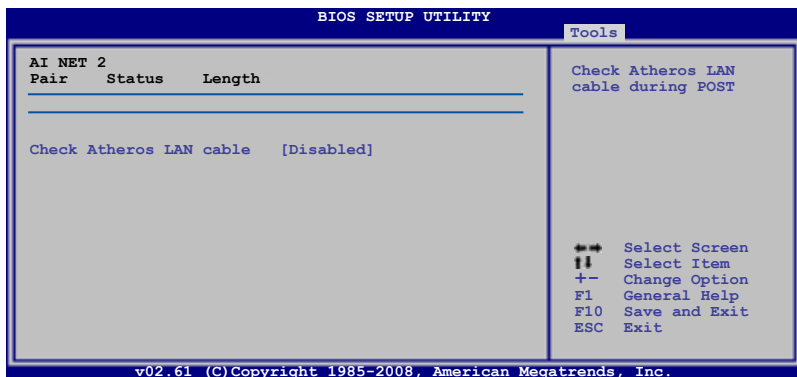 BIOS SETUP UTILITY
Tools
AI NET 2
Pair Status Length
Check Atheros LAN cable [Disabled]
Check Atheros LAN
cable during POST
←→ Select Screen
↑↓ Select Item
+- Change Option
F1 General Help
F10 Save and Exit
ESC Exit
v02.61 (C)Copyright 1985-2008, American Megatrends, Inc.